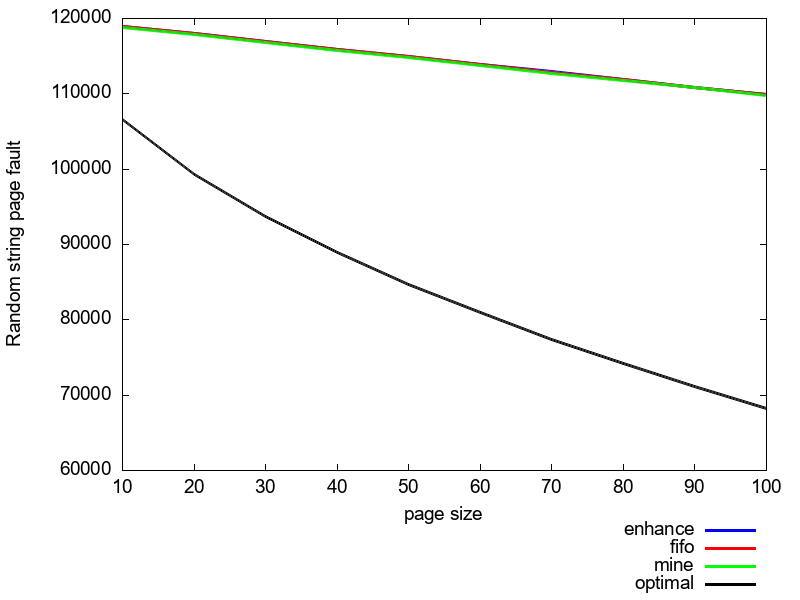 120000
110000
100000
90000
80000
70000
60000
Random string page fault
10 20 30 40 50 60 70 80 90 100
page size
enhance
fifo
mine
optimal